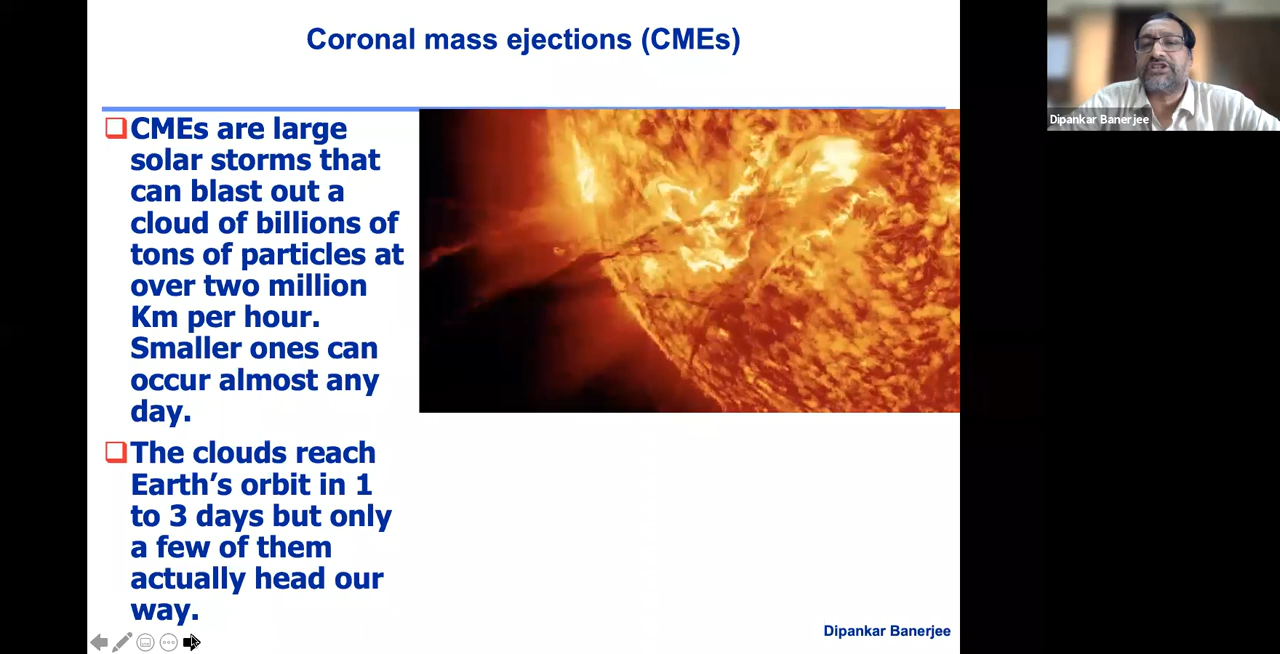 Coronal mass ejections (CMEs)
CMEs are large
solar storms that
can blast out a
cloud of billions of
tons of particles at
over two million
Km per hour.
Smaller ones can
occur almost any
day.
The clouds reach
Earth’s orbit in 1
to 3 days but only
a few of them
actually head our
way.
Dipankar Banerjee
Dipankar Banerjee